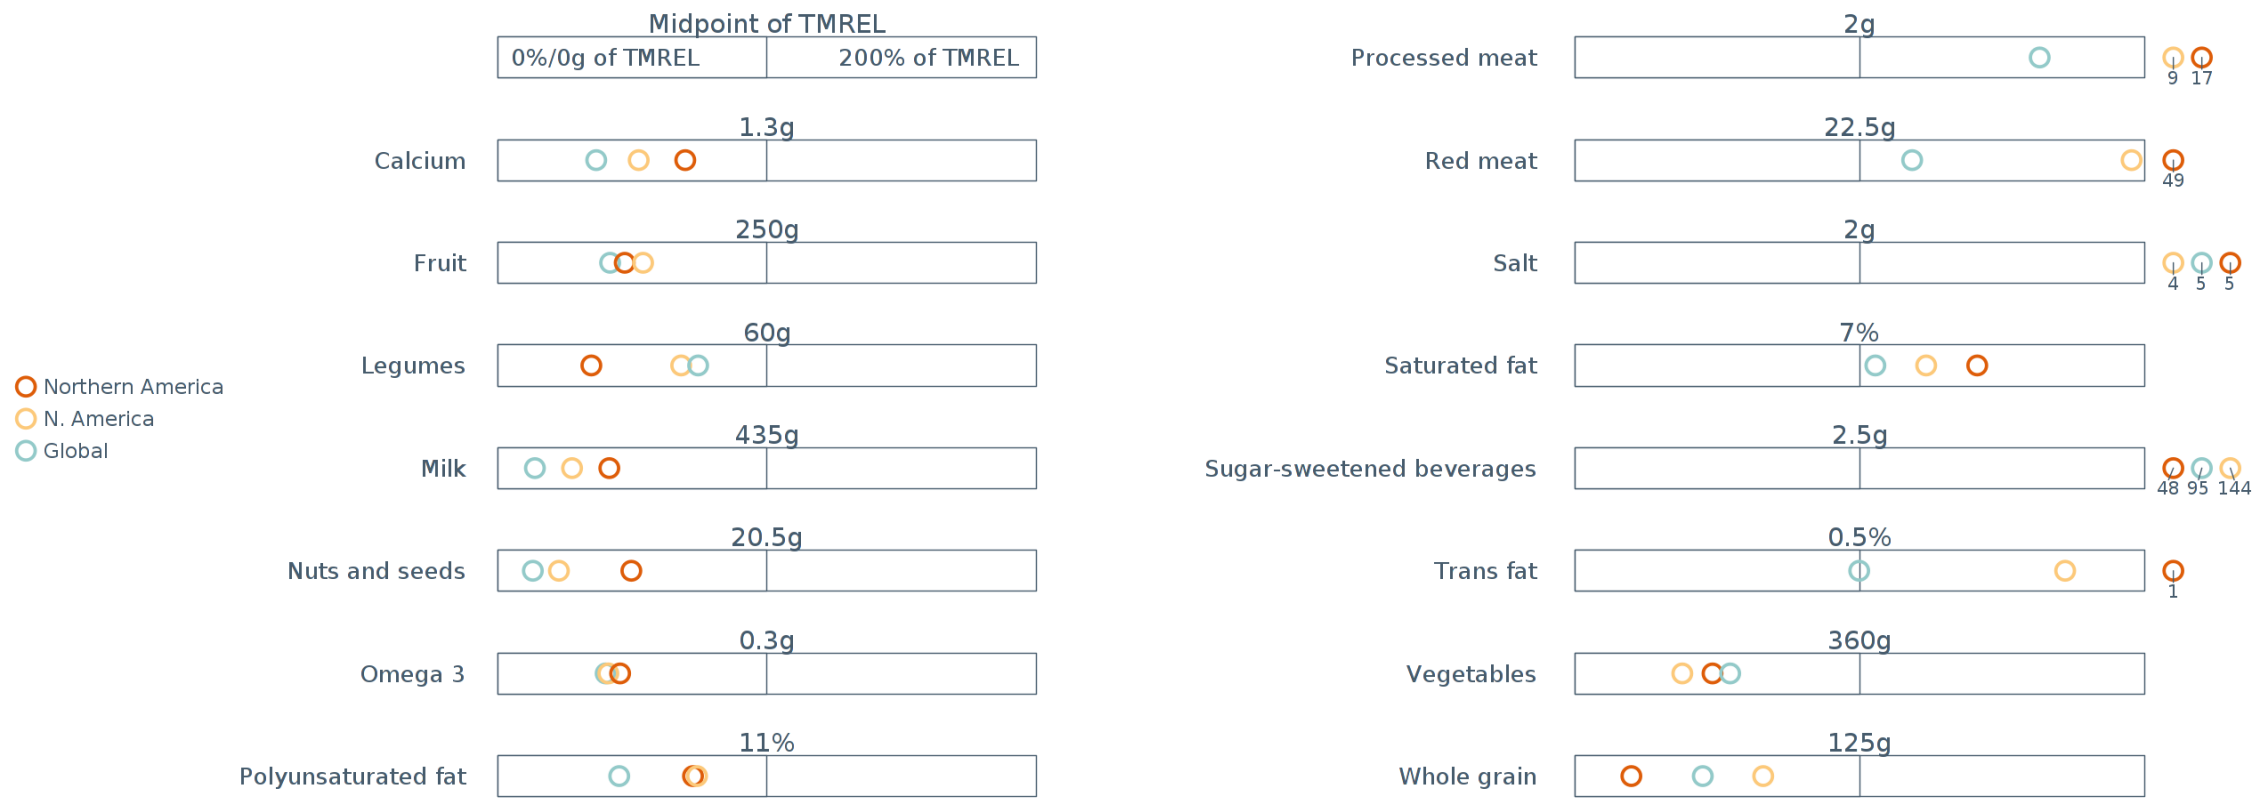 Midpoint of TMREL
0%/0g of TMREL
200% of TMREL
1.3g
Calcium
250g
Fruit
60g
Legumes
435g
Milk
20.5g
Nuts and seeds
0.3g
Omega 3
11%
Polyunsaturated fat
Northern America
N. America
Global
2g
Processed meat
9 17
22.5g
Red meat
49
2g
Salt
4 5 5
7%
Saturated fat
2.5g
Sugar-sweetened beverages
48 95 144
0.5%
Trans fat
1
360g
Vegetables
125g
Whole grain